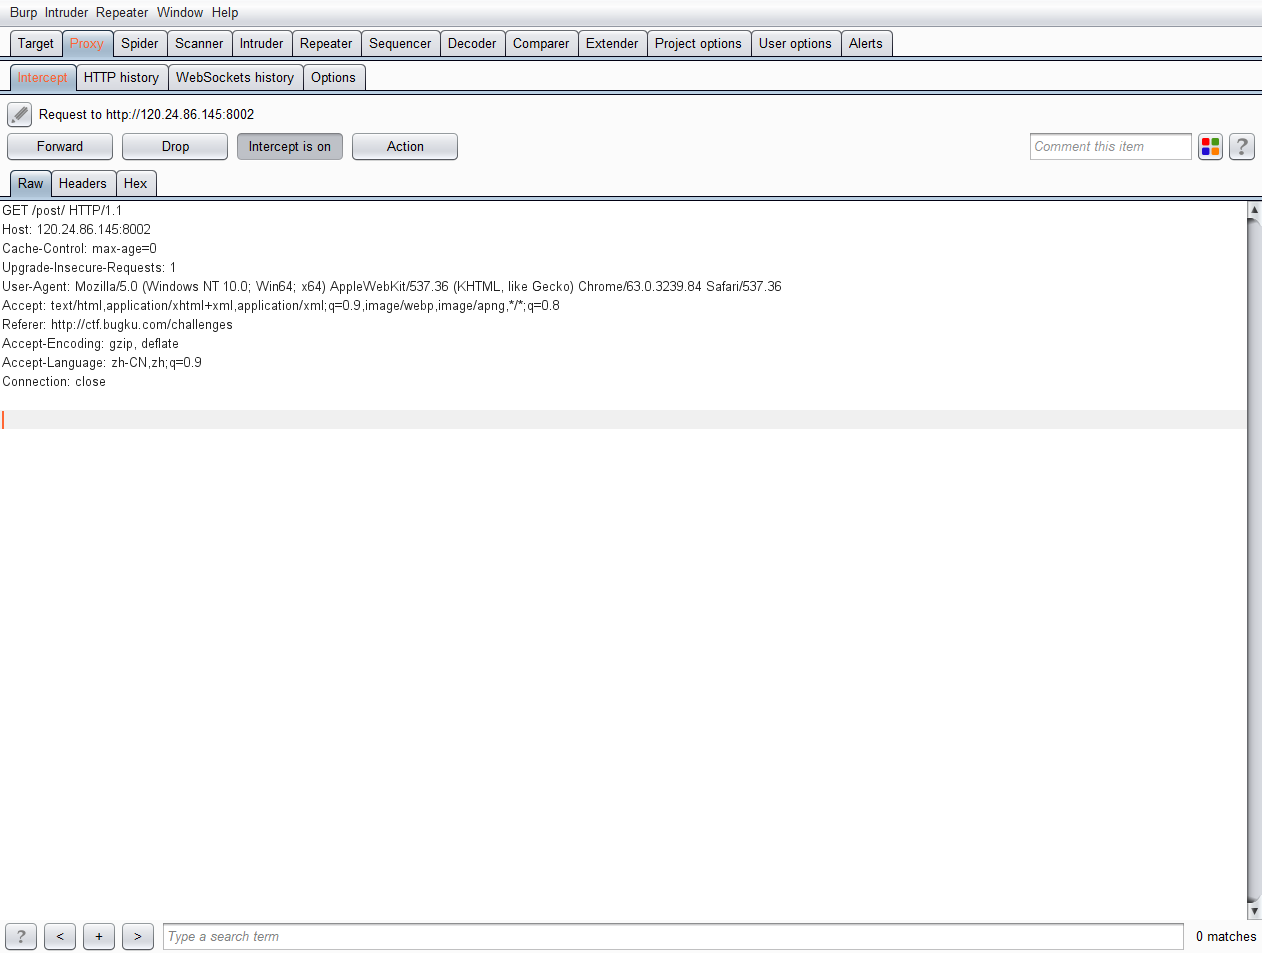 Burp Intruder Repeater Window Help
Target Proxy Spider Scanner Intruder Repeater Sequencer Decoder Comparer Extender Project options User options Alerts
Intercept HTTP history WebSockets history Options
Request to http://120.24.86.145:8002
Forward Drop Intercept is on Action Comment this item ?
Raw Headers Hex
GET /post/ HTTP/1.1
Host: 120.24.86.145:8002
Cache-Control: max-age=0
Upgrade-Insecure-Requests: 1
User-Agent: Mozilla/5.0 (Windows NT 10.0; Win64; x64) AppleWebKit/537.36 (KHTML, like Gecko) Chrome/63.0.3239.84 Safari/537.36
Accept: text/html,application/xhtml+xml,application/xml;q=0.9,image/webp,image/apng,*/*;q=0.8
Referer: http://ctf.bugku.com/challenges
Accept-Encoding: gzip, deflate
Accept-Language: zh-CN,zh;q=0.9
Connection: close
? < + > Type a search term 0 matches